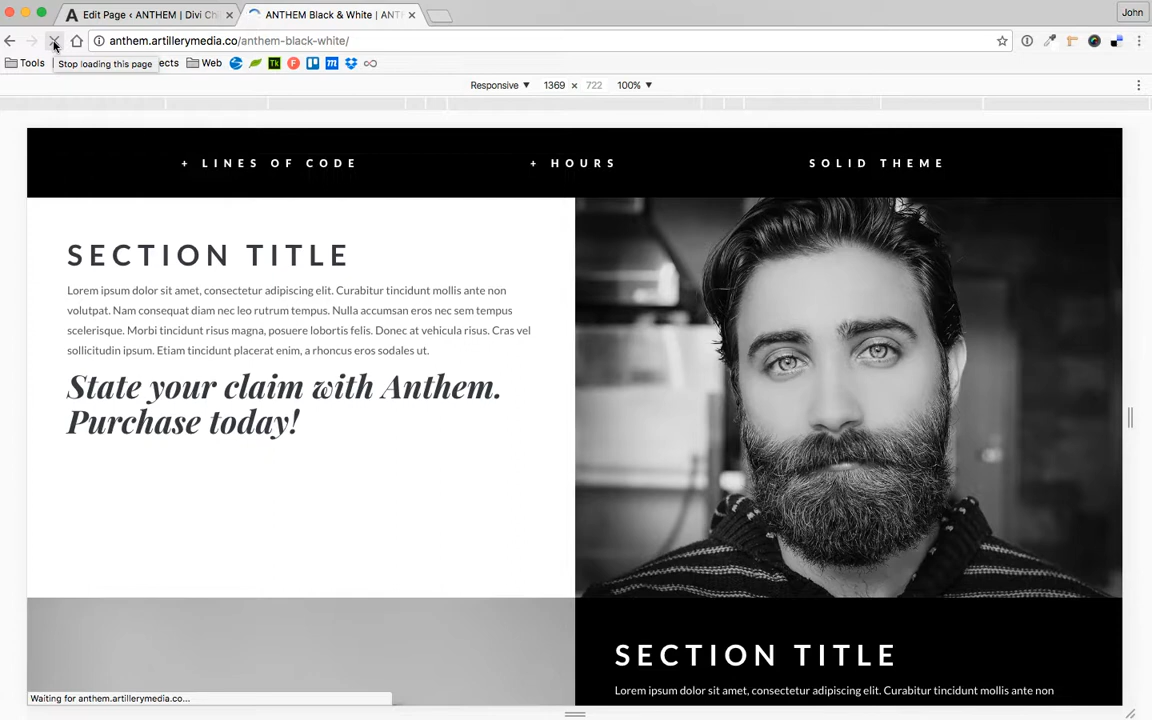 Edit Page ‹ ANTHEM | Divi Ch
ANTHEM Black & White | ANT
John
anthem.artillerymedia.co/anthem-black-white/
Tools
ects
Web
Tk
F
m
Stop loading this page
Responsive ▼ 1369 × 722 100% ▼
+ LINES OF CODE
+ HOURS
SOLID THEME
SECTION TITLE
Lorem ipsum dolor sit amet, consectetur adipiscing elit. Curabitur tincidunt mollis ante non
volutpat. Nam consequat diam nec leo rutrum tempus. Nulla accumsan eros nec sem tempus
scelerisque. Morbi tincidunt risus magna, posuere lobortis felis. Donec at vehicula risus. Cras vel
sollicitudin ipsum. Etiam tincidunt placerat enim, a rhoncus eros sodales ut.
State your claim with Anthem.
Purchase today!
SECTION TITLE
Lorem ipsum dolor sit amet, consectetur adipiscing elit. Curabitur tincidunt mollis ante non
Waiting for anthem.artillerymedia.co...